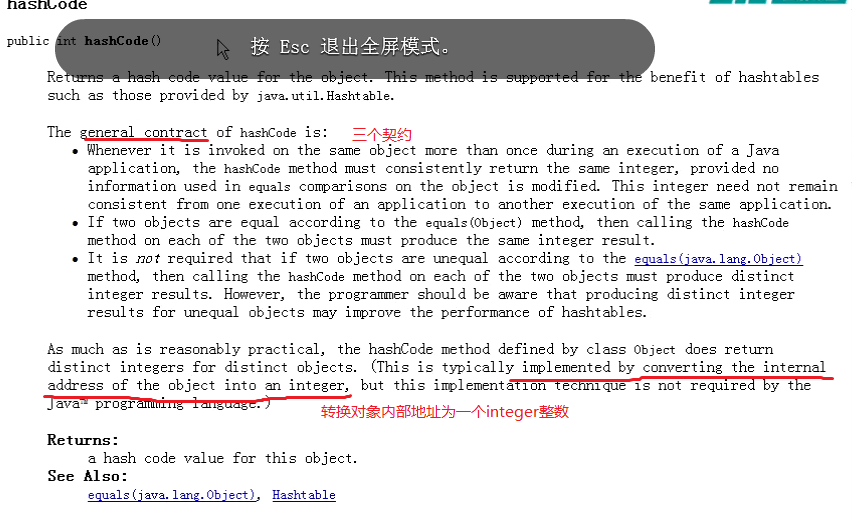 hashCode
public int hashCode()
按 Esc 退出全屏模式。
Returns a hash code value for the object. This method is supported for the benefit of hashtables
such as those provided by java.util.Hashtable.
The general contract of hashCode is: 三个契约
• Whenever it is invoked on the same object more than once during an execution of a Java
application, the hashCode method must consistently return the same integer, provided no
information used in equals comparisons on the object is modified. This integer need not remain
consistent from one execution of an application to another execution of the same application.
• If two objects are equal according to the equals(Object) method, then calling the hashCode
method on each of the two objects must produce the same integer result.
• It is not required that if two objects are unequal according to the equals(java.lang.Object)
method, then calling the hashCode method on each of the two objects must produce distinct
integer results. However, the programmer should be aware that producing distinct integer
results for unequal objects may improve the performance of hashtables.
As much as is reasonably practical, the hashCode method defined by class Object does return
distinct integers for distinct objects. (This is typically implemented by converting the internal
address of the object into an integer, but this implementation technique is not required by the
Java™ programming language.)
转换对象内部地址为一个integer整数
Returns:
a hash code value for this object.
See Also:
equals(java.lang.Object), Hashtable